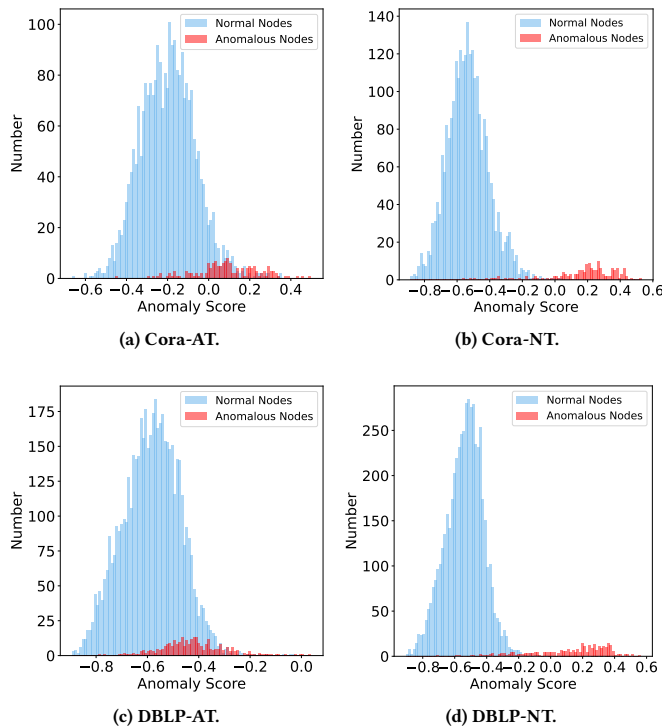 100
80
60
40
20
0
Number
−0.6 −0.4 −0.2 0.0 0.2 0.4
Anomaly Score
Normal Nodes
Anomalous Nodes
(a) Cora-AT.
140
120
100
80
60
40
20
0
Number
−0.8 −0.6 −0.4 −0.2 0.0 0.2 0.4 0.6
Anomaly Score
Normal Nodes
Anomalous Nodes
(b) Cora-NT.
175
150
125
100
75
50
25
0
Number
−0.8 −0.6 −0.4 −0.2 0.0
Anomaly Score
Normal Nodes
Anomalous Nodes
(c) DBLP-AT.
250
200
150
100
50
0
Number
−0.8 −0.6 −0.4 −0.2 0.0 0.2 0.4 0.6
Anomaly Score
Normal Nodes
Anomalous Nodes
(d) DBLP-NT.